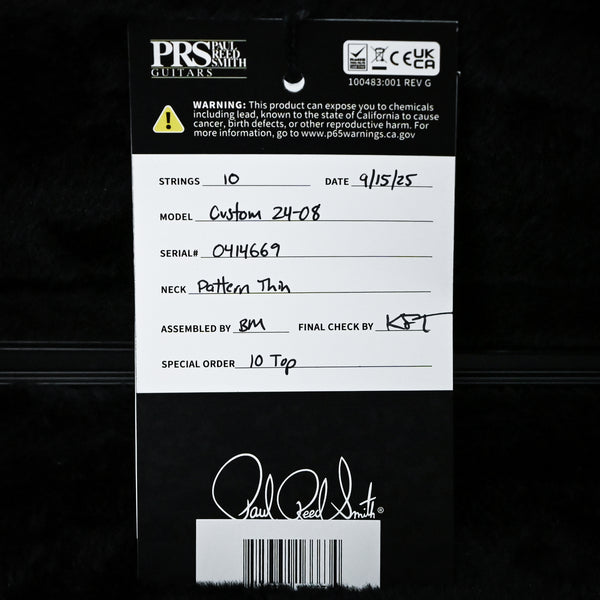 PRS PAUL REED SMITH
GUITARS
CE UK CA
100483:001 REV G
WARNING: This product can expose you to chemicals
including lead, known to the state of California to cause
cancer, birth defects, or other reproductive harm. For
more information, go to www.p65warnings.ca.gov
STRINGS 10 DATE 9/15/25
MODEL Custom 24-08
SERIAL# 0414669
NECK Pattern Thin
ASSEMBLED BY BM FINAL CHECK BY KST
SPECIAL ORDER 10 Top
Paul Reed Smith®